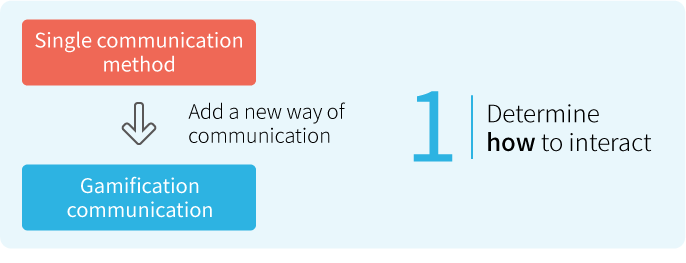 Single communication
method
Add a new way of
communication
Gamification
communication
1
Determine
how to interact